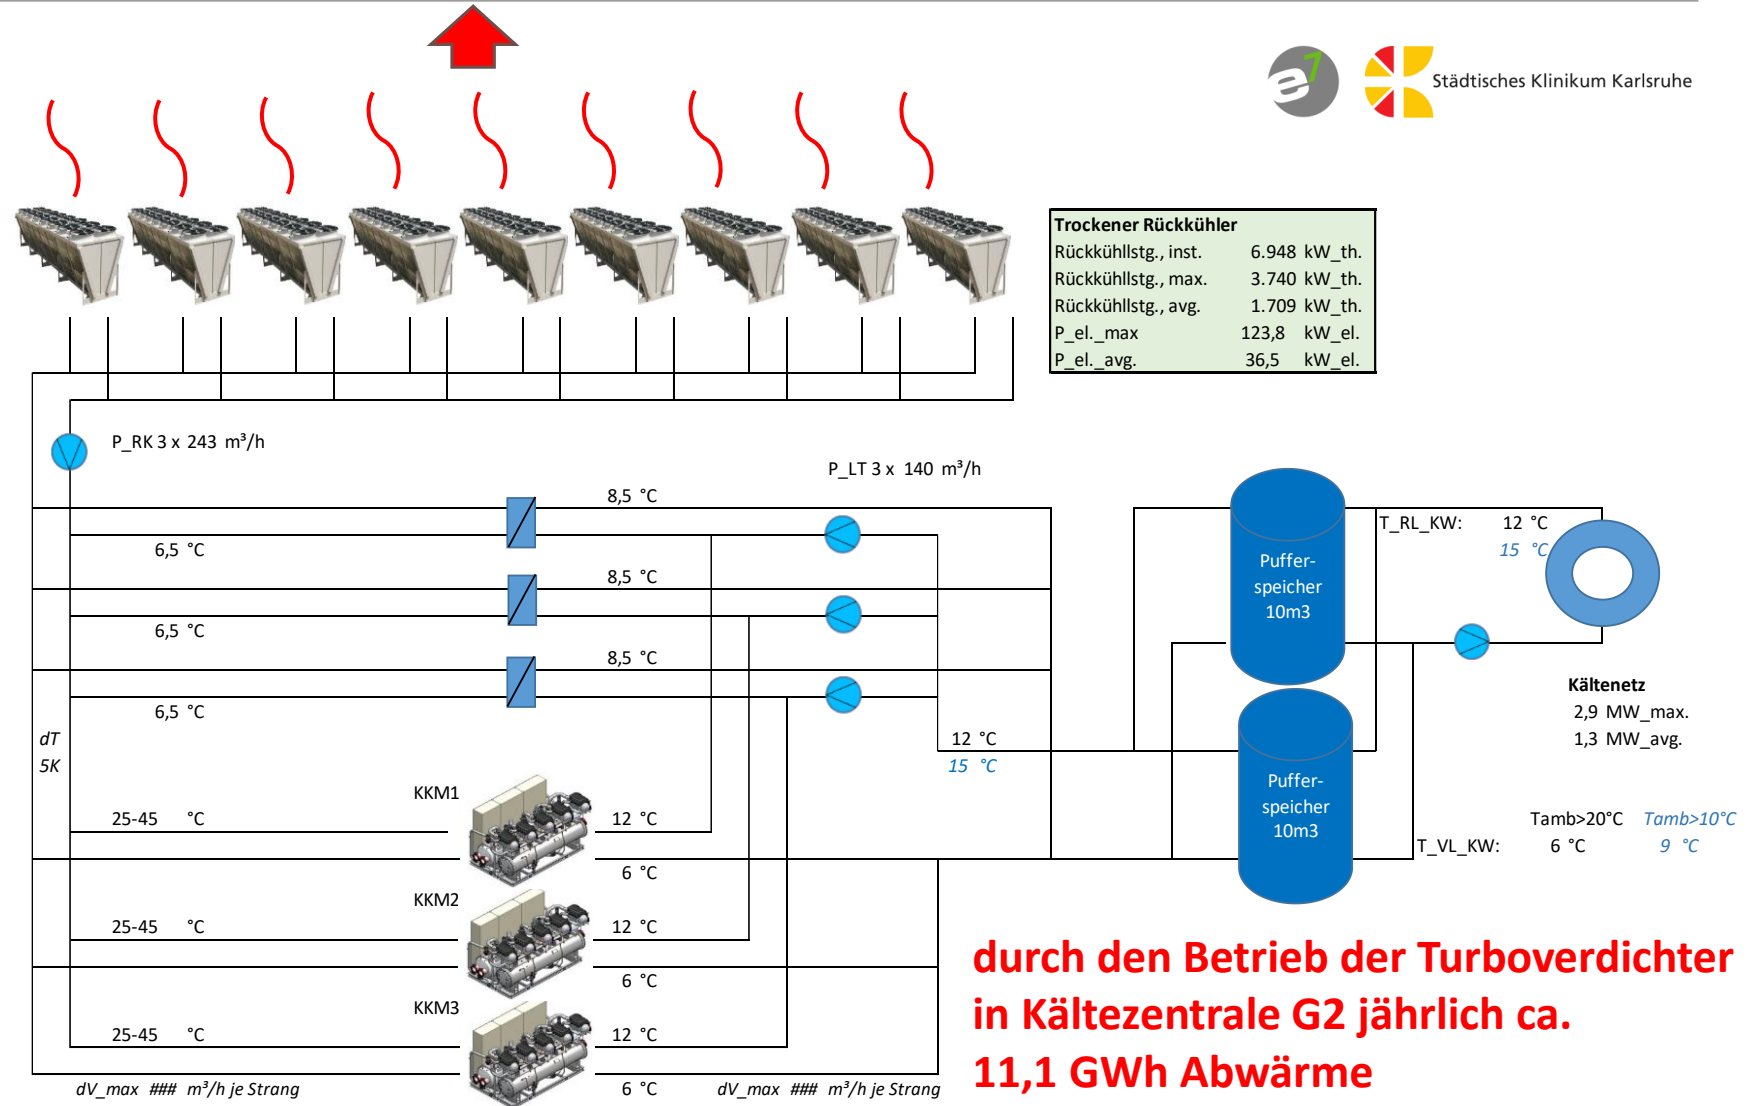 e7
Städtisches Klinikum Karlsruhe
Trockener Rückkühler
Rückkühllstg., inst. 6.948 kW_th.
Rückkühllstg., max. 3.740 kW_th.
Rückkühllstg., avg. 1.709 kW_th.
P_el._max 123,8 kW_el.
P_el._avg. 36,5 kW_el.
P_RK 3 x 243 m³/h
P_LT 3 x 140 m³/h
8,5 °C
6,5 °C
8,5 °C
6,5 °C
8,5 °C
6,5 °C
T_RL_KW: 12 °C
15 °C
Puffer-
speicher
10m3
Kältenetz
2,9 MW_max.
1,3 MW_avg.
dT
5K
12 °C
15 °C
Puffer-
speicher
10m3
KKM1
25-45 °C
12 °C
6 °C
Tamb>20°C Tamb>10°C
T_VL_KW: 6 °C 9 °C
KKM2
25-45 °C
12 °C
6 °C
KKM3
25-45 °C
12 °C
6 °C
dV_max ### m³/h je Strang
dV_max ### m³/h je Strang
durch den Betrieb der Turboverdichter
in Kältezentrale G2 jährlich ca.
11,1 GWh Abwärme